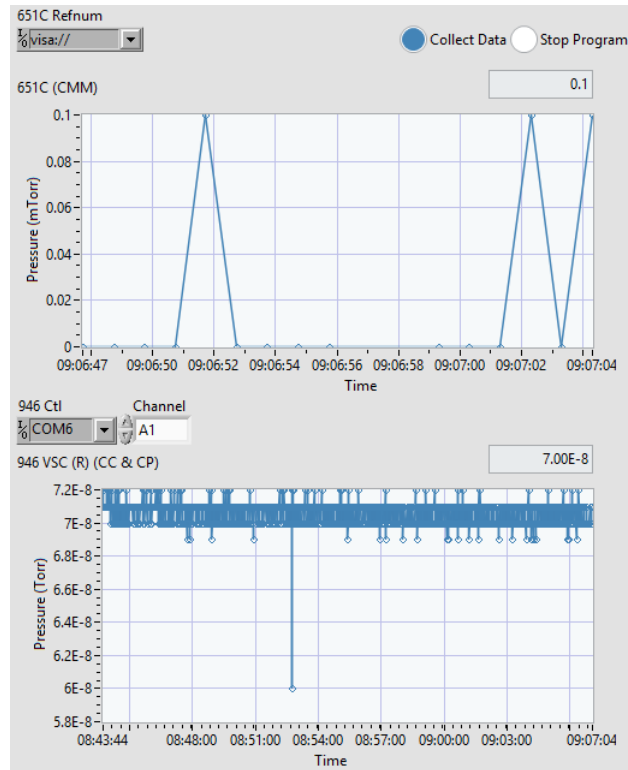 651C Refnum
I/0 visa://
Collect Data Stop Program
651C (CMM) 0.1
0.1
0.08
0.06
0.04
0.02
0
Pressure (mTorr)
09:06:47 09:06:50 09:06:52 09:06:54 09:06:56 09:06:58 09:07:00 09:07:02 09:07:04
Time
946 Ctl Channel
I/0 COM6 A1
946 VSC (R) (CC & CP) 7.00E-8
7.2E-8
7E-8
6.8E-8
6.6E-8
6.4E-8
6.2E-8
6E-8
5.8E-8
Pressure (Torr)
08:43:44 08:48:00 08:51:00 08:54:00 08:57:00 09:00:00 09:03:00 09:07:04
Time